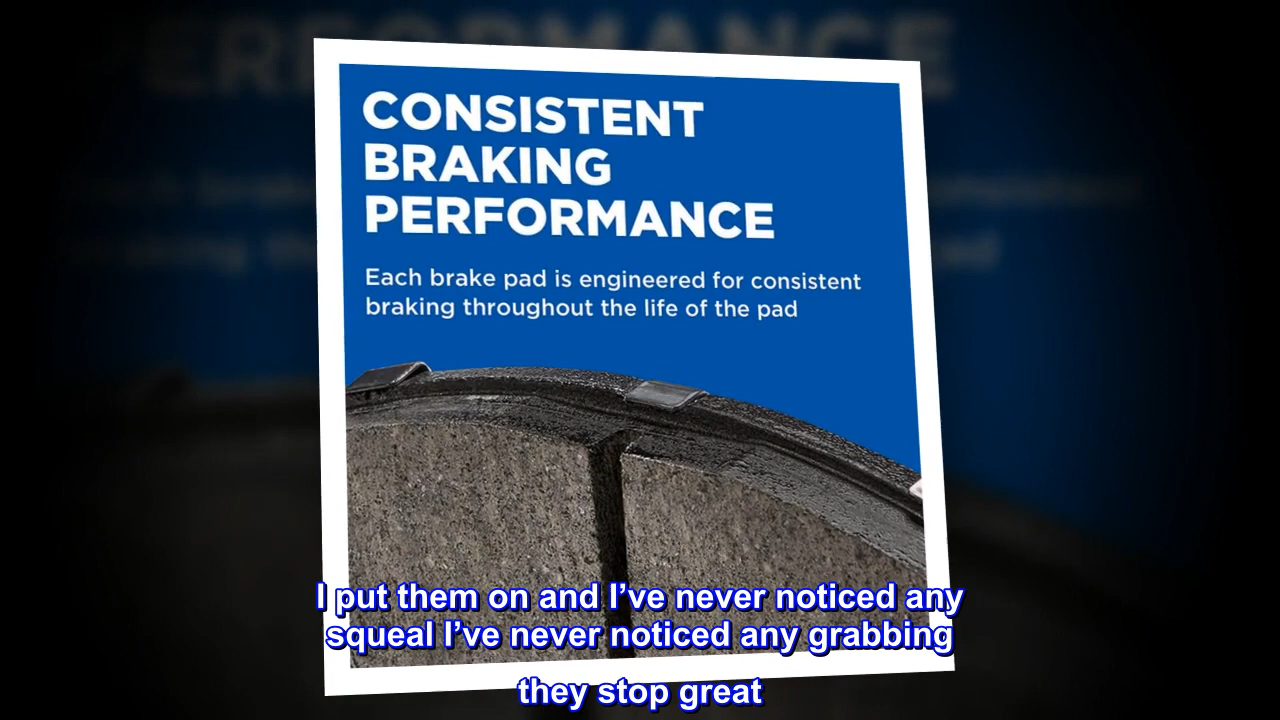 CONSISTENT
BRAKING
PERFORMANCE
Each brake pad is engineered for consistent
braking throughout the life of the pad
I put them on and I’ve never noticed any
squeal I’ve never noticed any grabbing
they stop great